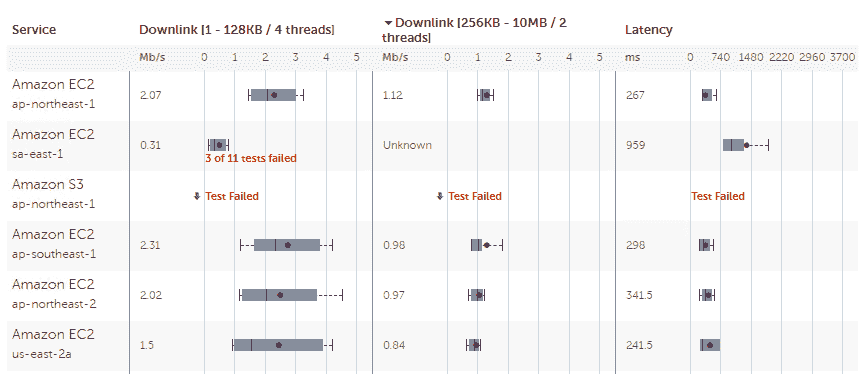 Service
Downlink [1 - 128KB / 4 threads]
Downlink [256KB - 10MB / 2
threads]
Latency
Mb/s 0 1 2 3 4 5
Mb/s 0 1 2 3 4 5
ms 0 740 1480 2220 2960 3700
Amazon EC2
ap-northeast-1
2.07
1.12
267
Amazon EC2
sa-east-1
0.31
3 of 11 tests failed
Unknown
959
Amazon S3
ap-northeast-1
Test Failed
Test Failed
Test Failed
Amazon EC2
ap-southeast-1
2.31
0.98
298
Amazon EC2
ap-northeast-2
2.02
0.97
341.5
Amazon EC2
us-east-2a
1.5
0.84
241.5